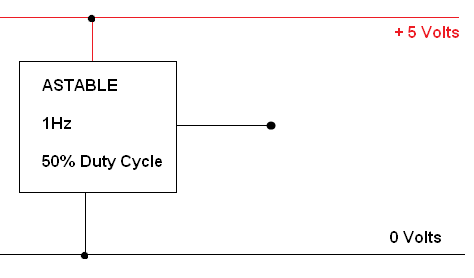 + 5 Volts
ASTABLE
1Hz
50% Duty Cycle
0 Volts